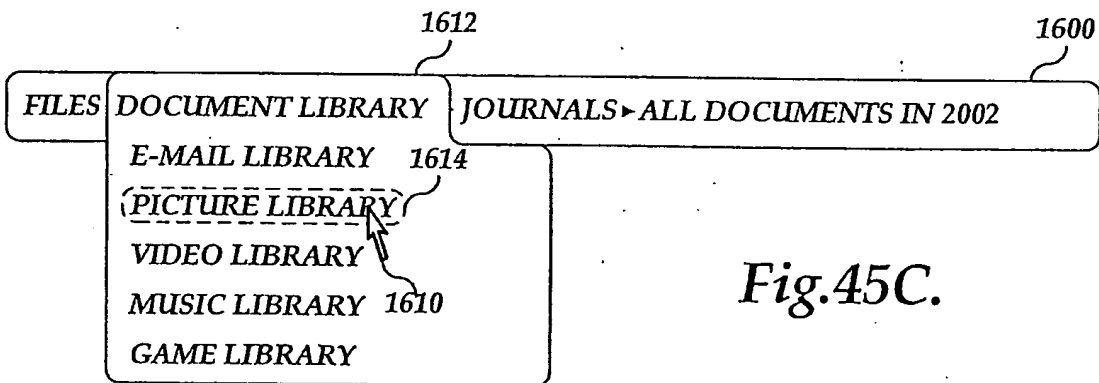 1612
1600
FILES DOCUMENT LIBRARY JOURNALS ▸ ALL DOCUMENTS IN 2002
E-MAIL LIBRARY 1614
PICTURE LIBRARY
VIDEO LIBRARY
MUSIC LIBRARY 1610
GAME LIBRARY
Fig.45C.